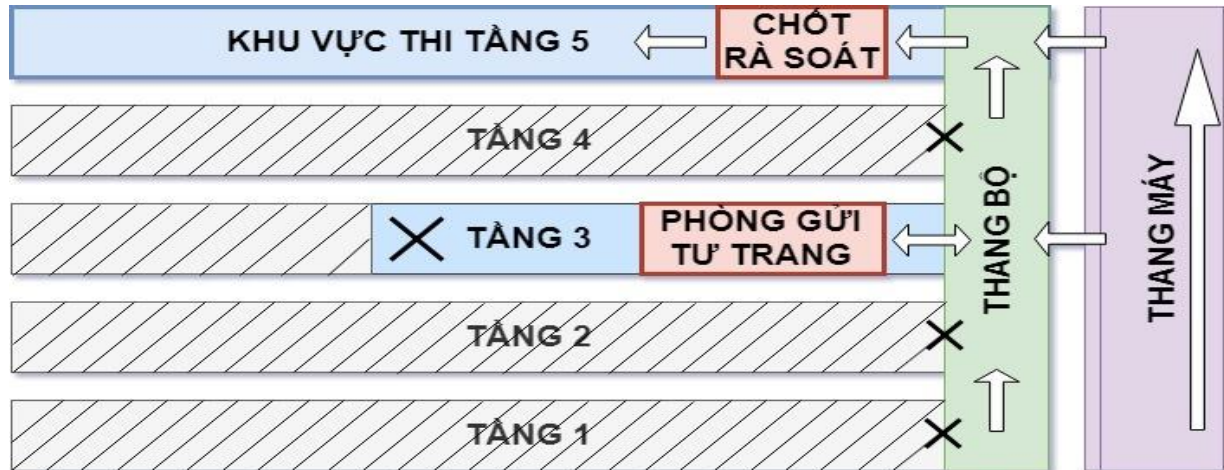 KHU VỰC THI TẦNG 5
CHỐT
RÀ SOÁT
TẦNG 4
TẦNG 3
PHÒNG GỬI
TƯ TRANG
TẦNG 2
TẦNG 1
THANG BỘ
THANG MÁY